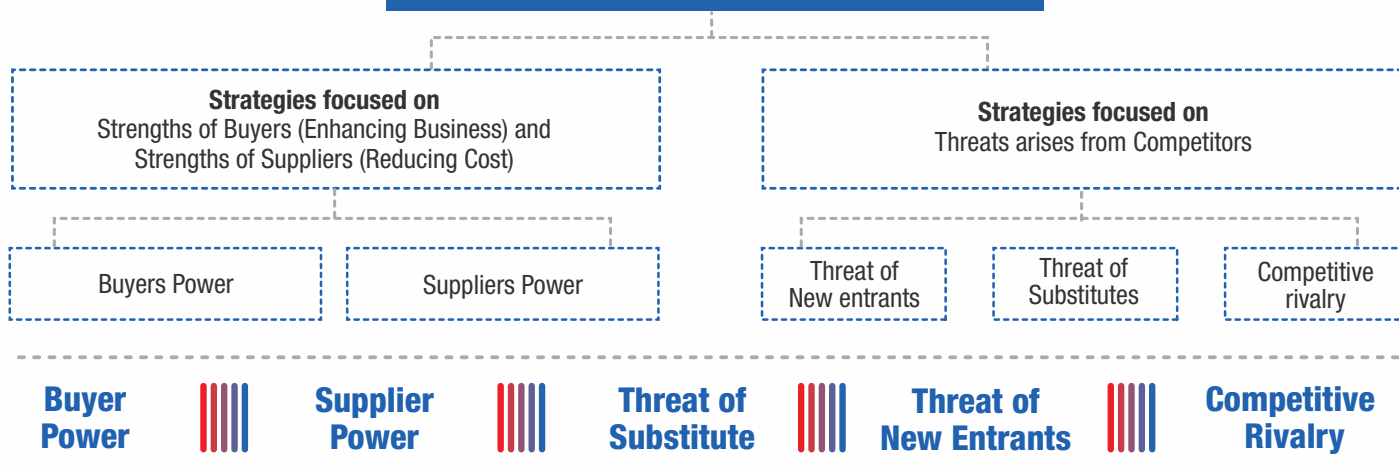 Strategies focused on
Strengths of Buyers (Enhancing Business) and
Strengths of Suppliers (Reducing Cost)
Strategies focused on
Threats arises from Competitors
Buyers Power
Suppliers Power
Threat of
New entrants
Threat of
Substitutes
Competitive
rivalry
Buyer
Power
Supplier
Power
Threat of
Substitute
Threat of
New Entrants
Competitive
Rivalry